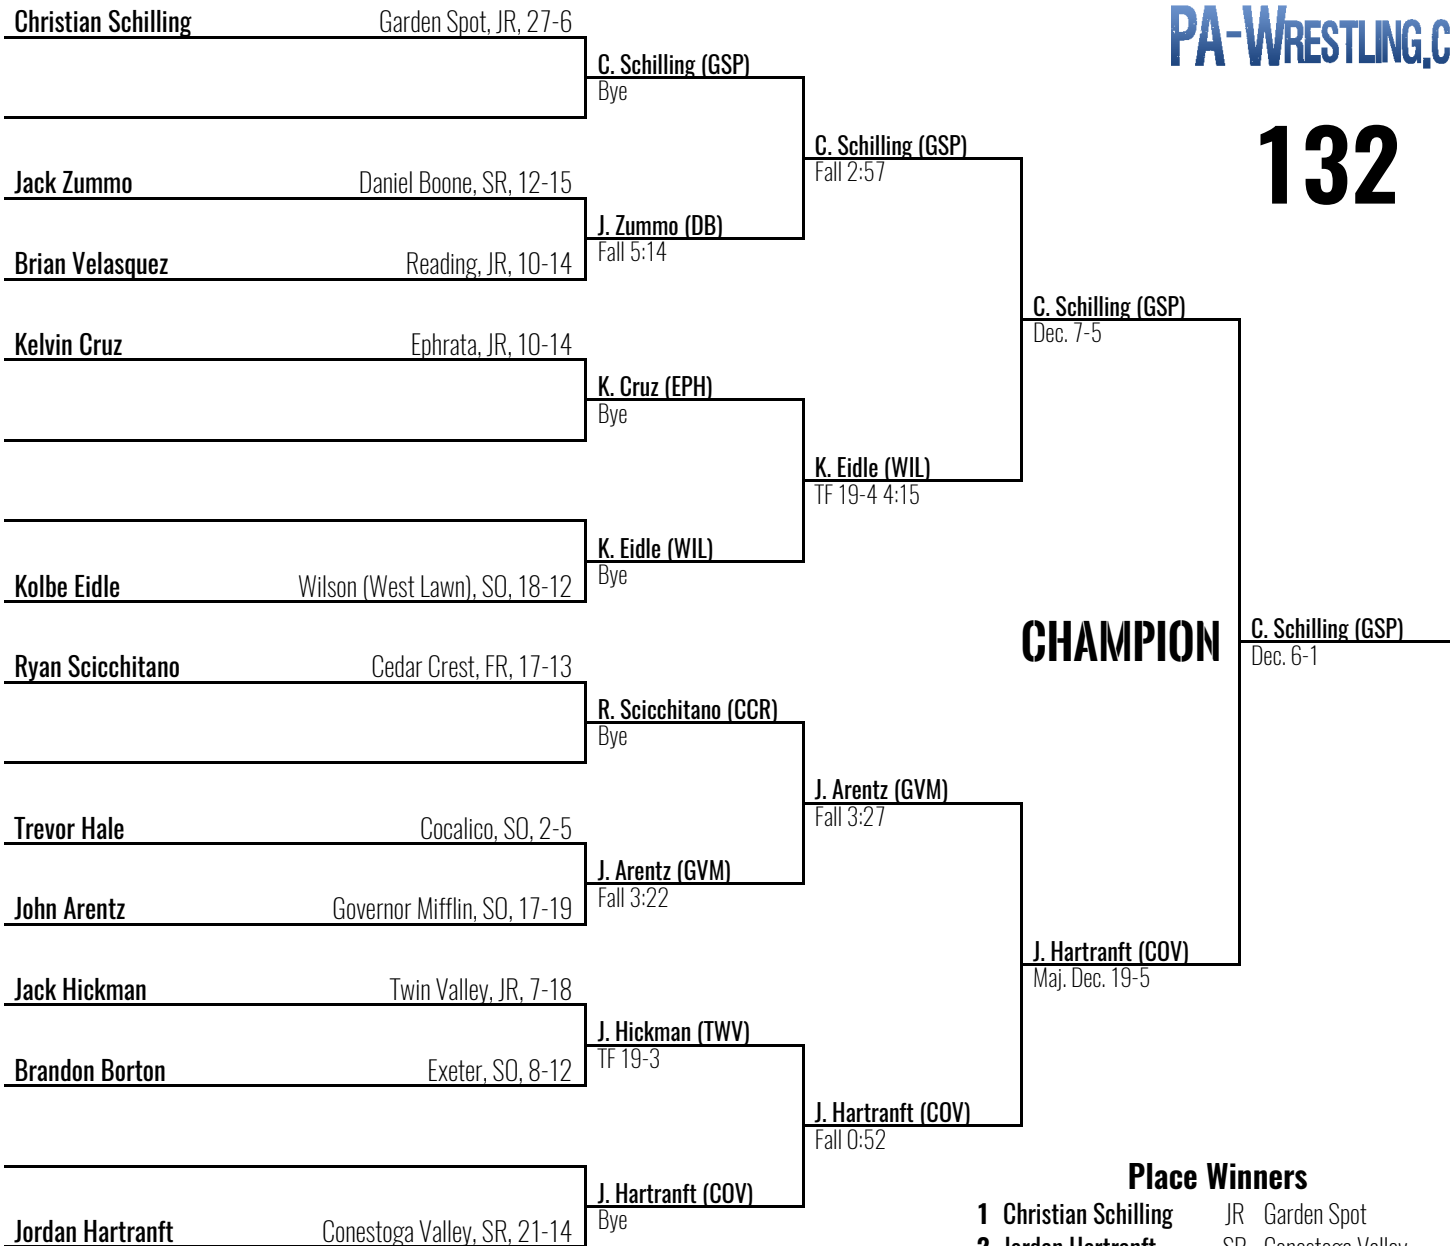 Christian Schilling Garden Spot, JR, 27-6
PA-WRESTLING.C
C. Schilling (GSP)
Bye
132
C. Schilling (GSP)
Fall 2:57
Jack Zummo Daniel Boone, SR, 12-15
J. Zummo (DB)
Fall 5:14
Brian Velasquez Reading, JR, 10-14
C. Schilling (GSP)
Dec. 7-5
Kelvin Cruz Ephrata, JR, 10-14
K. Cruz (EPH)
Bye
K. Eidle (WIL)
TF 19-4 4:15
K. Eidle (WIL)
Bye
Kolbe Eidle Wilson (West Lawn), SO, 18-12
CHAMPION
C. Schilling (GSP)
Dec. 6-1
Ryan Scicchitano Cedar Crest, FR, 17-13
R. Scicchitano (CCR)
Bye
J. Arentz (GVM)
Fall 3:27
Trevor Hale Cocalico, SO, 2-5
J. Arentz (GVM)
Fall 3:22
John Arentz Governor Mifflin, SO, 17-19
J. Hartranft (COV)
Maj. Dec. 19-5
Jack Hickman Twin Valley, JR, 7-18
J. Hickman (TWV)
TF 19-3
Brandon Borton Exeter, SO, 8-12
J. Hartranft (COV)
Fall 0:52
J. Hartranft (COV)
Bye
Jordan Hartranft Conestoga Valley, SR, 21-14
Place Winners
1 Christian Schilling JR Garden Spot
2 Jordan Hartranft SR Conestoga Valley